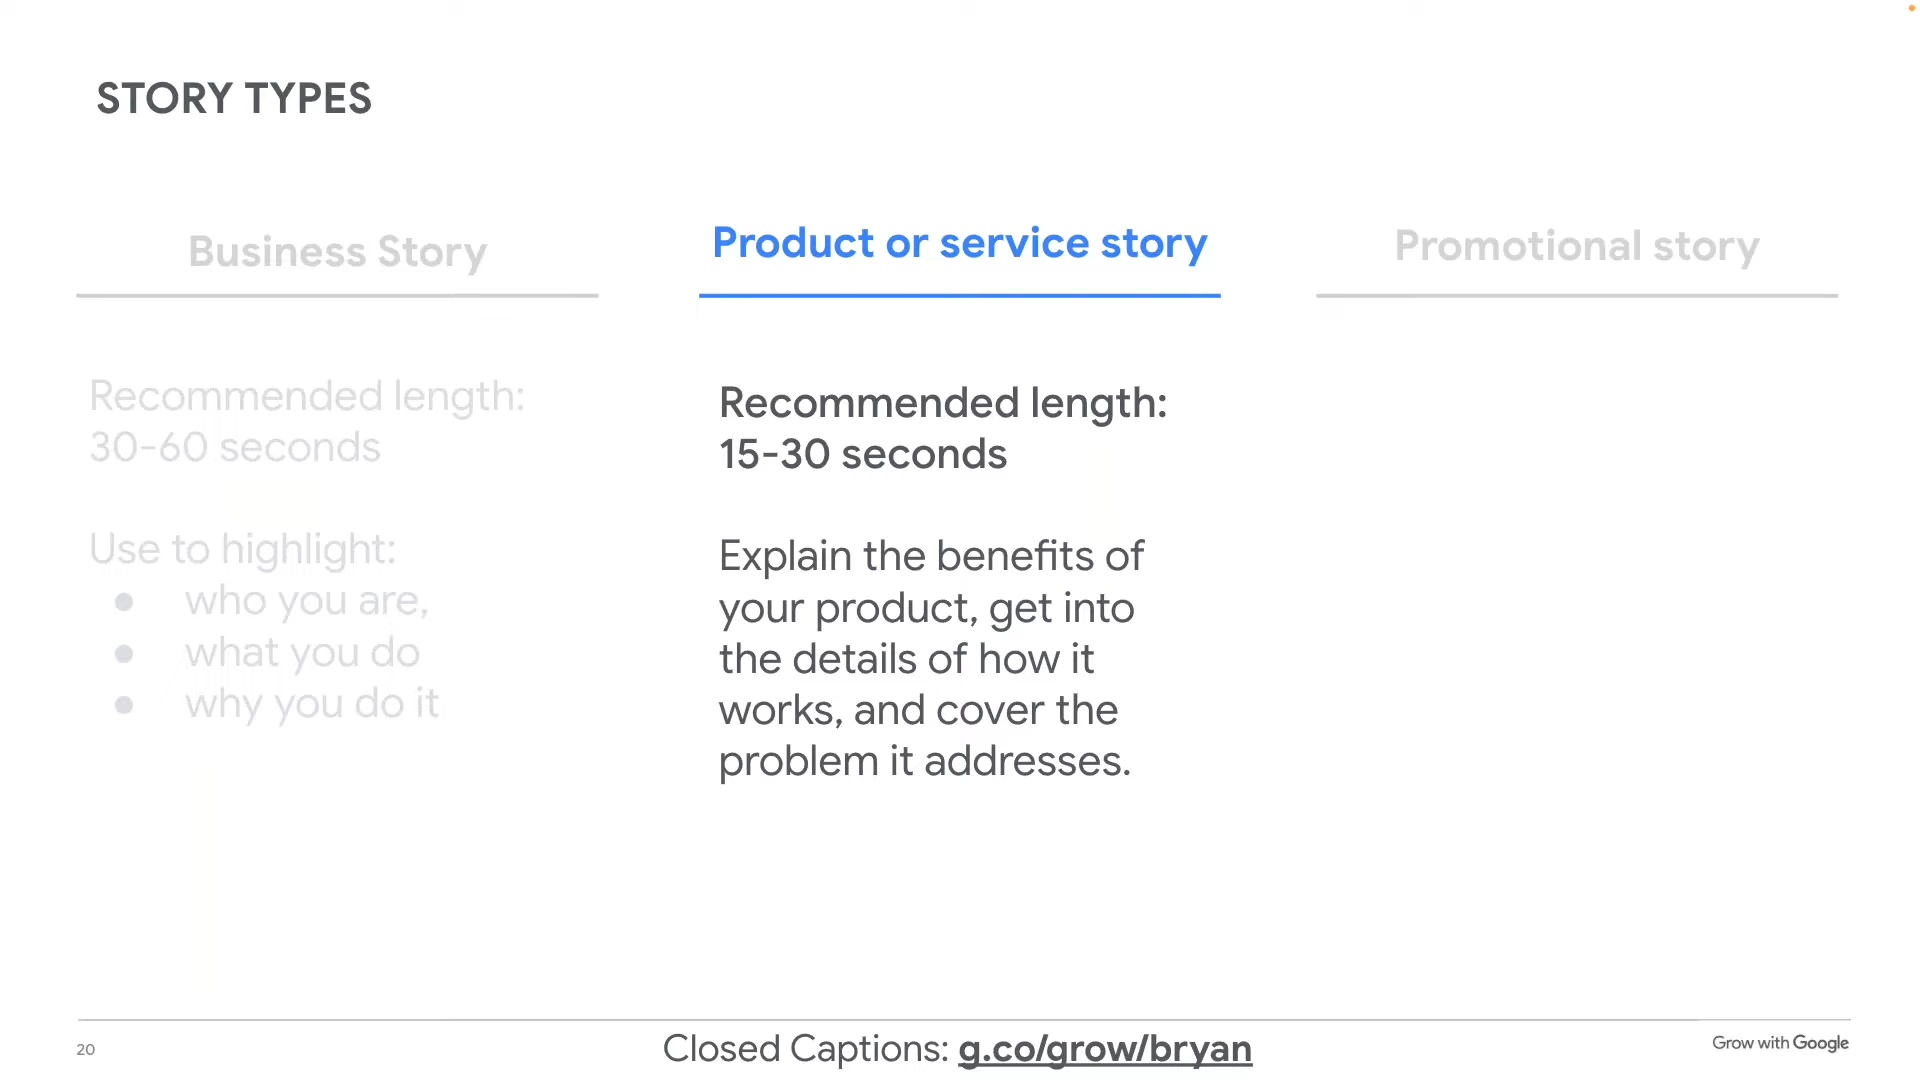 STORY TYPES
Business Story
Recommended length:
30-60 seconds
Use to highlight:
● who you are,
● what you do
● why you do it
Product or service story
Recommended length:
15-30 seconds
Explain the benefits of
your product, get into
the details of how it
works, and cover the
problem it addresses.
Promotional story
20
Closed Captions: g.co/grow/bryan
Grow with Google